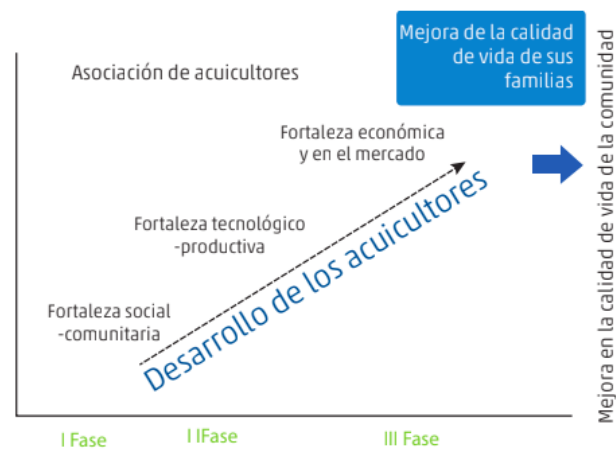 Mejora de la calidad
de vida de sus
familias
Asociación de acuicultores
Fortaleza económica
y en el mercado
Fortaleza tecnológico
-productiva
Fortaleza social
-comunitaria
Desarrollo de los acuicultores
Mejora en la calidad de vida de la comunidad
I Fase
I IFase
III Fase